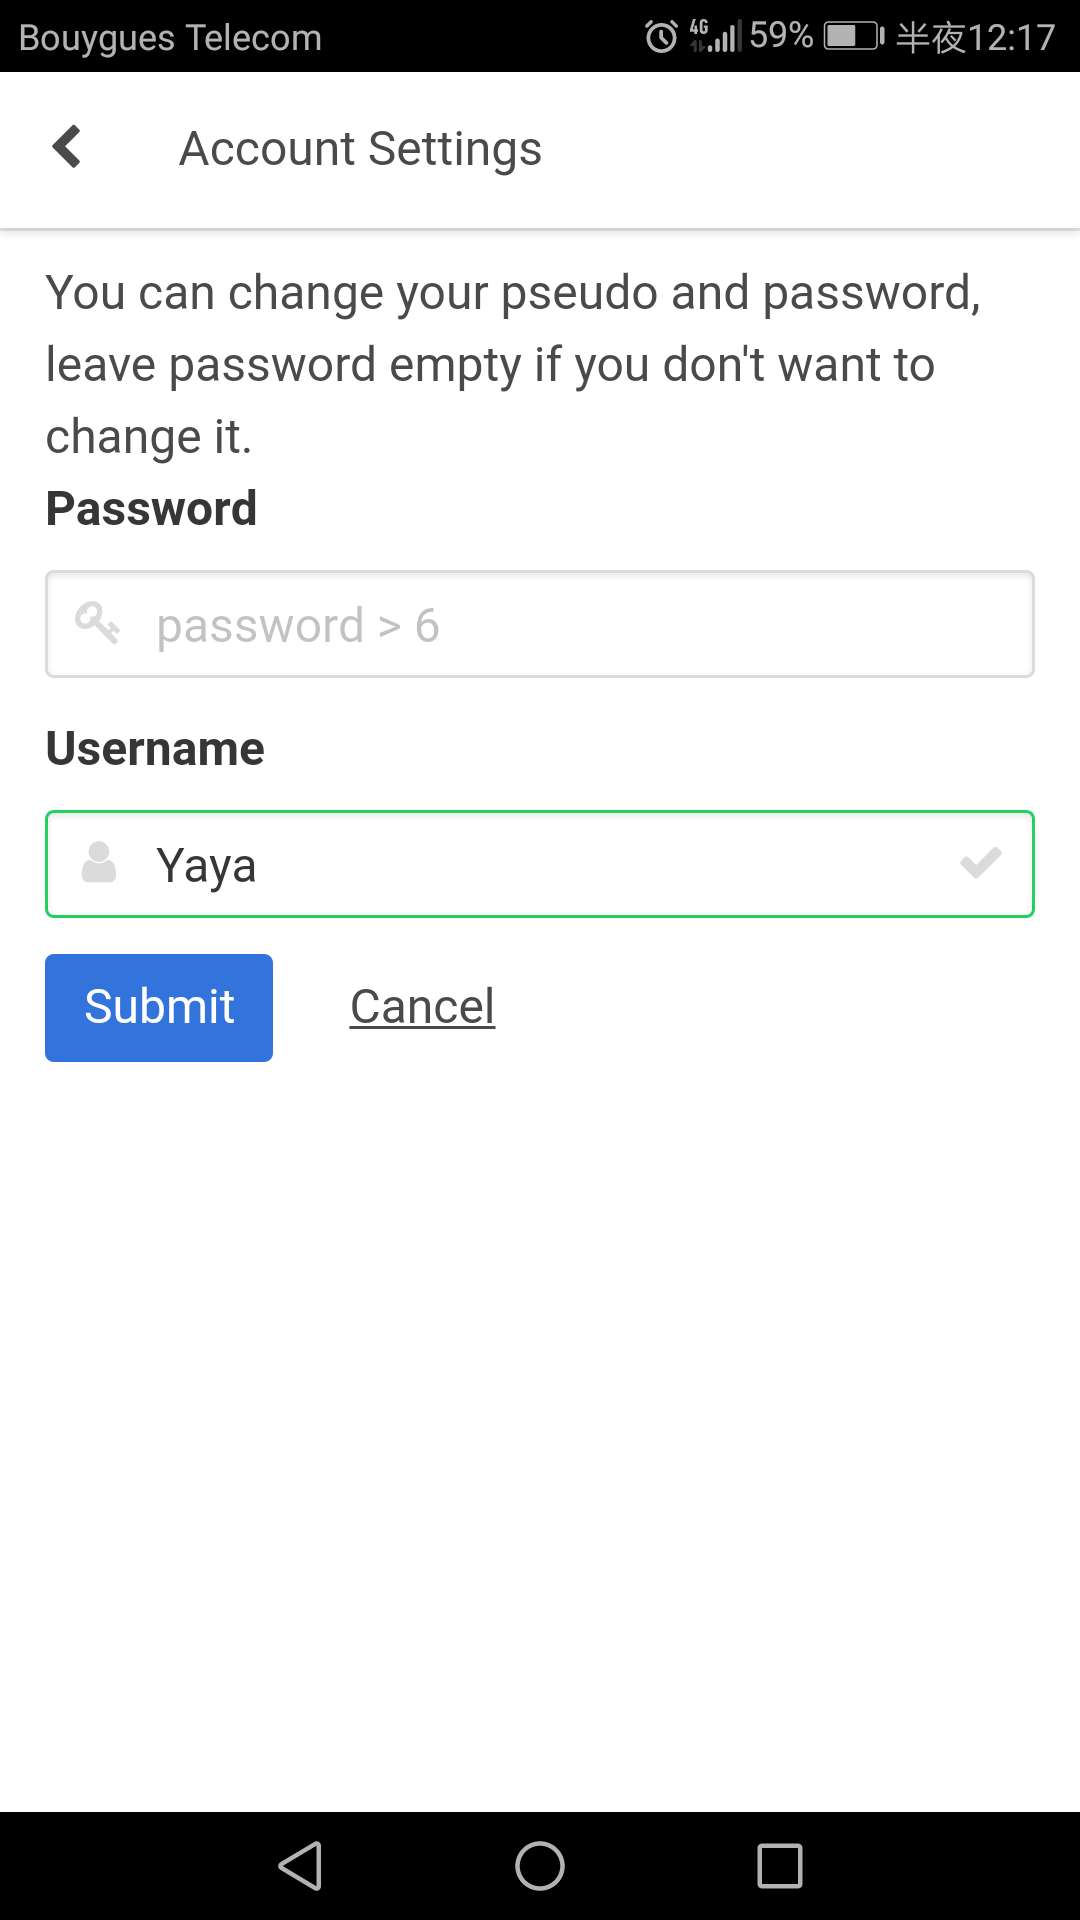 Bouygues Telecom 4G 59% 半夜12:17
Account Settings
You can change your pseudo and password,
leave password empty if you don't want to
change it.
Password
password > 6
Username
Yaya
Submit Cancel